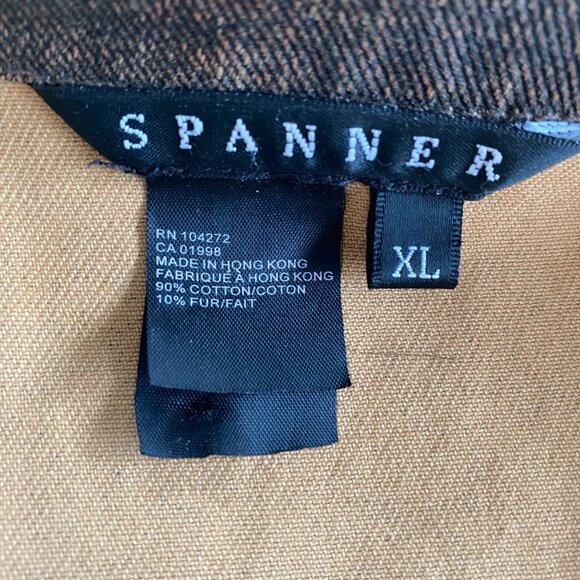 SPANNER
XL
RN 104272
CA 01998
MADE IN HONG KONG
FABRIQUÉ À HONG KONG
90% COTTON/COTON
10% FUR/FAIT